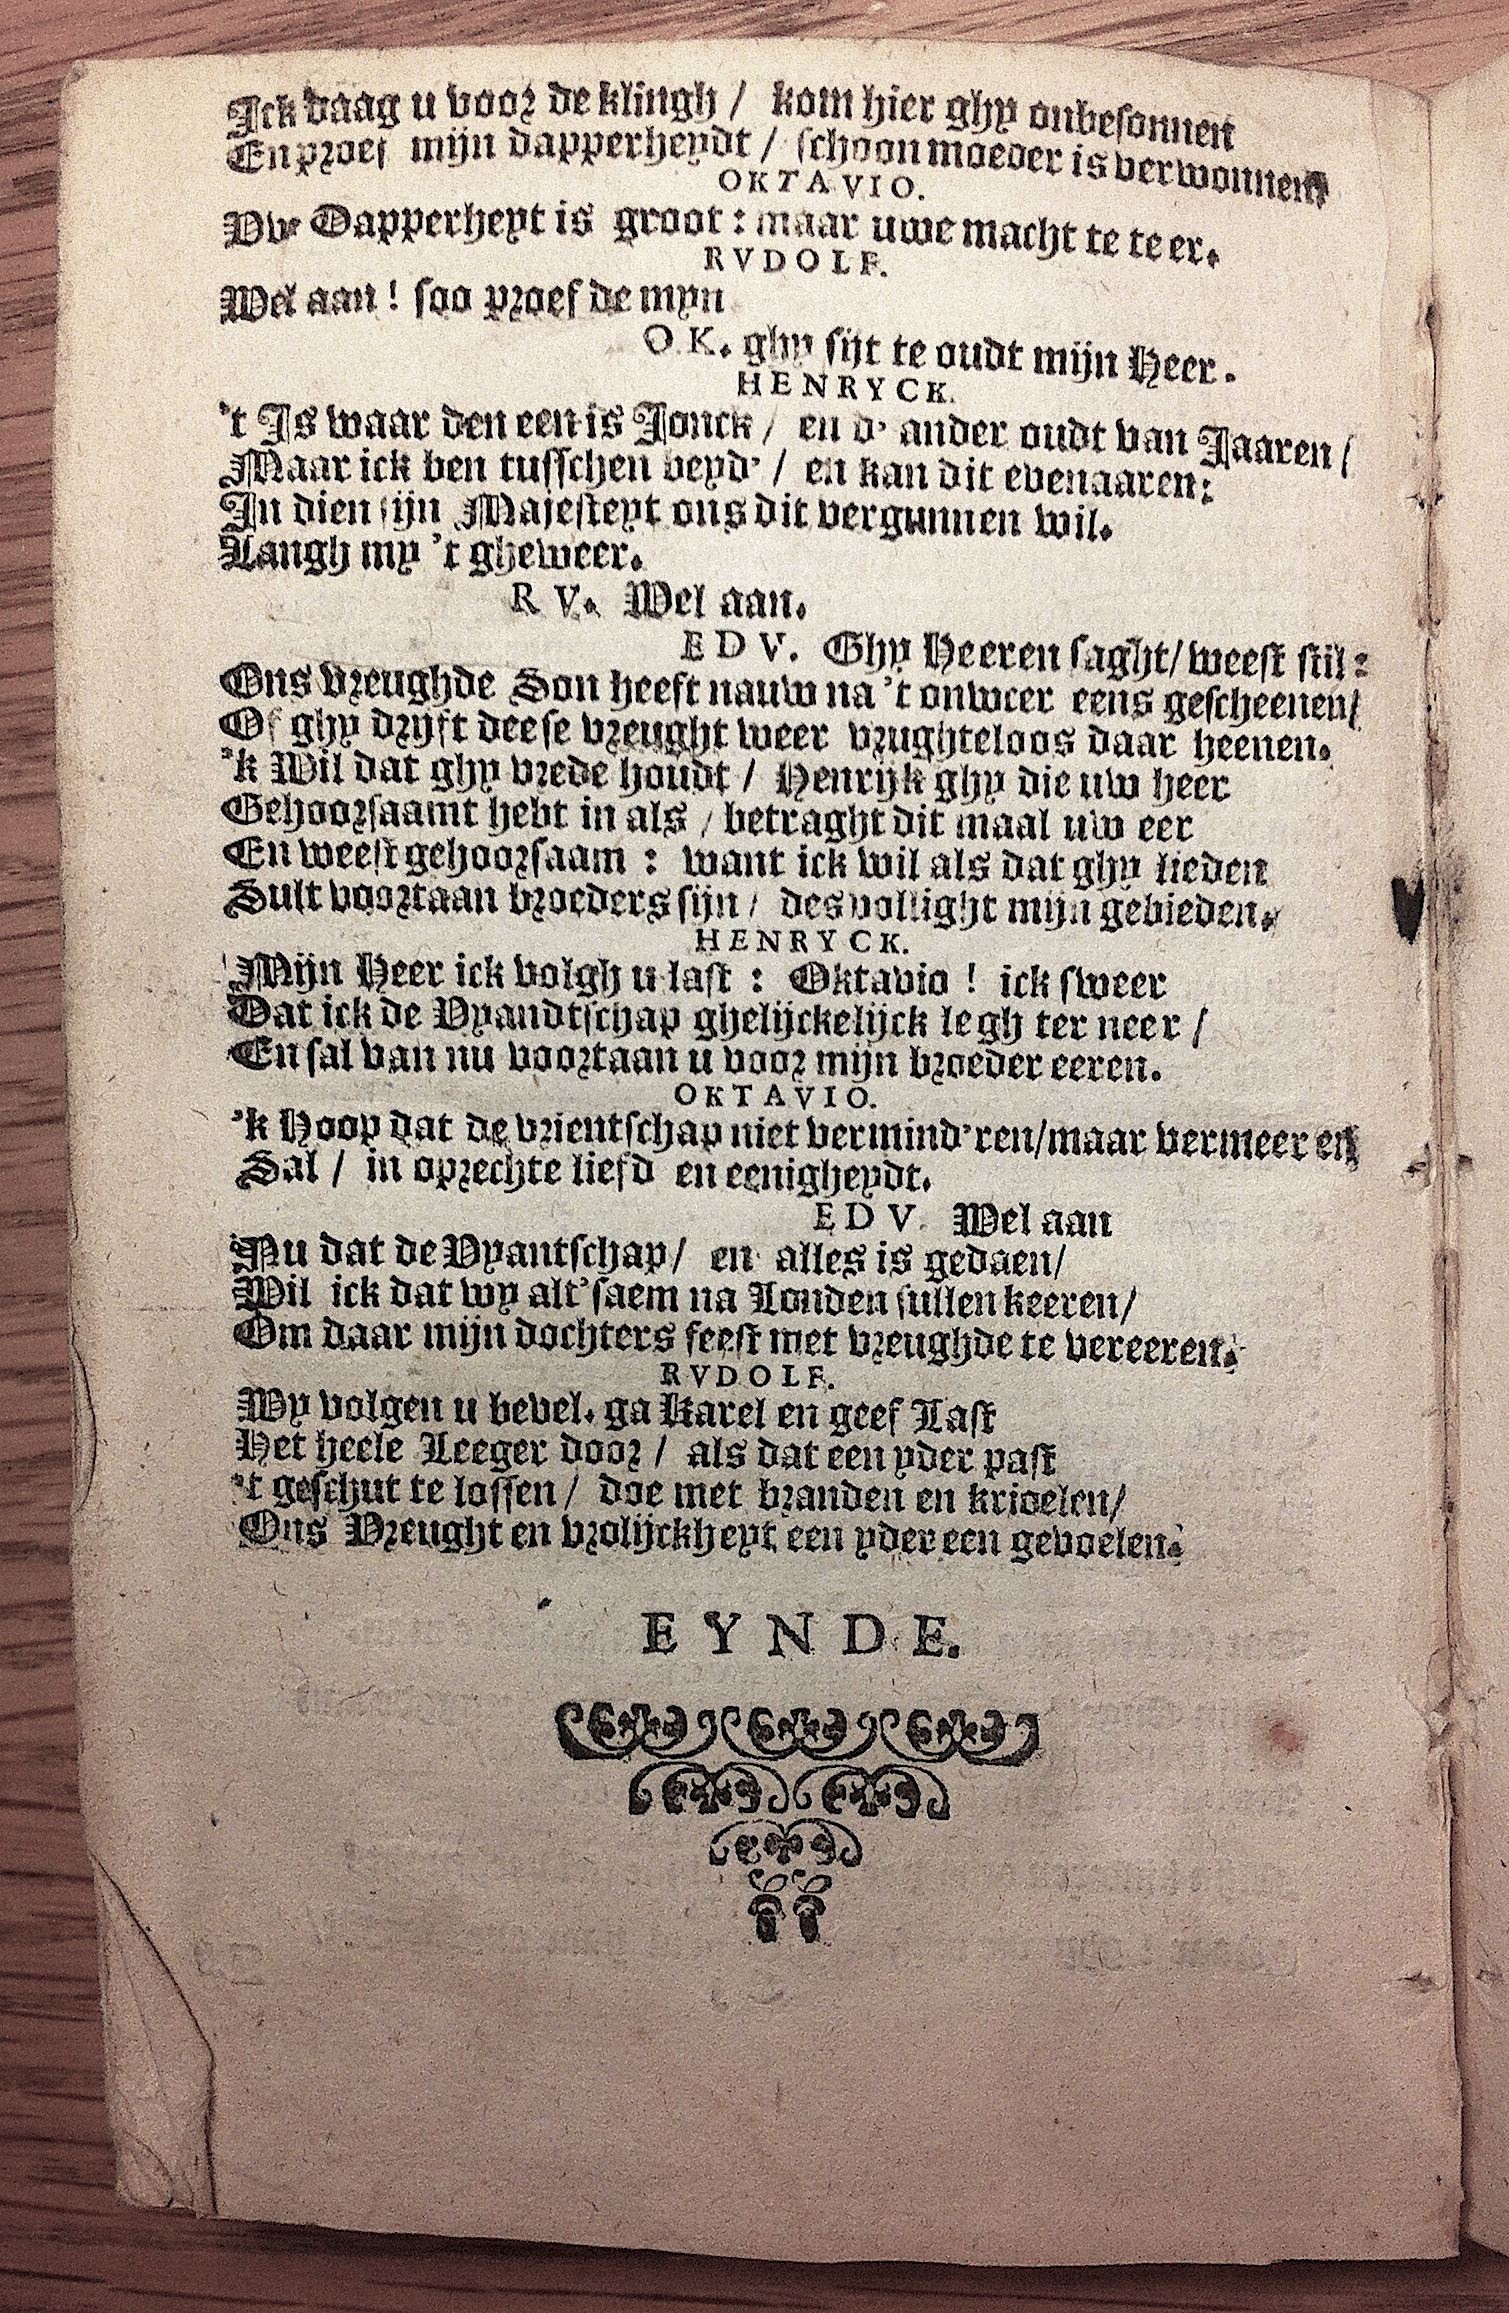 Ick daag u voor de klingh / kom hier ghy onbesonnen
En proef mijn dapperheydt / schoon moeder is verwonnen
OKTAVIO.
Vw Dapperheyt is groot : maar uwe macht te teer.
RVDOLF.
Wel aan ! soo proef de myn
OK. ghy sijt te oudt mijn Heer.
HENRYCK.
't Is waar den een is Jonck / en d' ander oudt van Jaaren /
Maar ick ben tusschen beyd' / en kan dit evenaaren:
In dien sijn Majesteyt ons dit vergunnen wil.
Langh my 't gheweer.
RV. Wel aan.
EDV. Ghy Heeren saght / weest stil:
Ons vreughde Son heeft nauw na 't onweer eens gescheenen /
Of ghy dryft deese vreught weer vrughteloos daar heenen.
'k Wil dat ghy vrede houdt / Henrijk ghy die uw heer
Gehoorsaamt hebt in als / betraght dit maal uw eer
En weest gehoorsaam : want ick wil als dat ghy lieden
Sult voortaan broeders sijn / des vollight mijn gebieden.
HENRYCK.
Mijn Heer ick volgh u last : Oktavio ! ick sweer
Dat ick de Vyandtschap ghelijckelijck legh ter neer /
En sal van nu voortaan u voor mijn broeder eeren.
OKTAVIO.
'k Hoop dat de vrientschap niet vermind'ren / maar vermeeren
Sal / in oprechte liefd en eenigheydt.
EDV. Wel aan
Nu dat de Vyantschap / en alles is gedaen /
Wil ick dat wy alt'saem na Londen sullen keeren /
Om daar mijn dochters feest met vreughde te vereeren.
RVDOLF.
Wy volgen u bevel. ga Karel en geef Last
Het heele Leeger door / als dat een yder past
't geschut te lossen / doe met branden en krioelen /
Ons Vreught en vrolijckheyt een yder een gevoelen.
EYNDE.